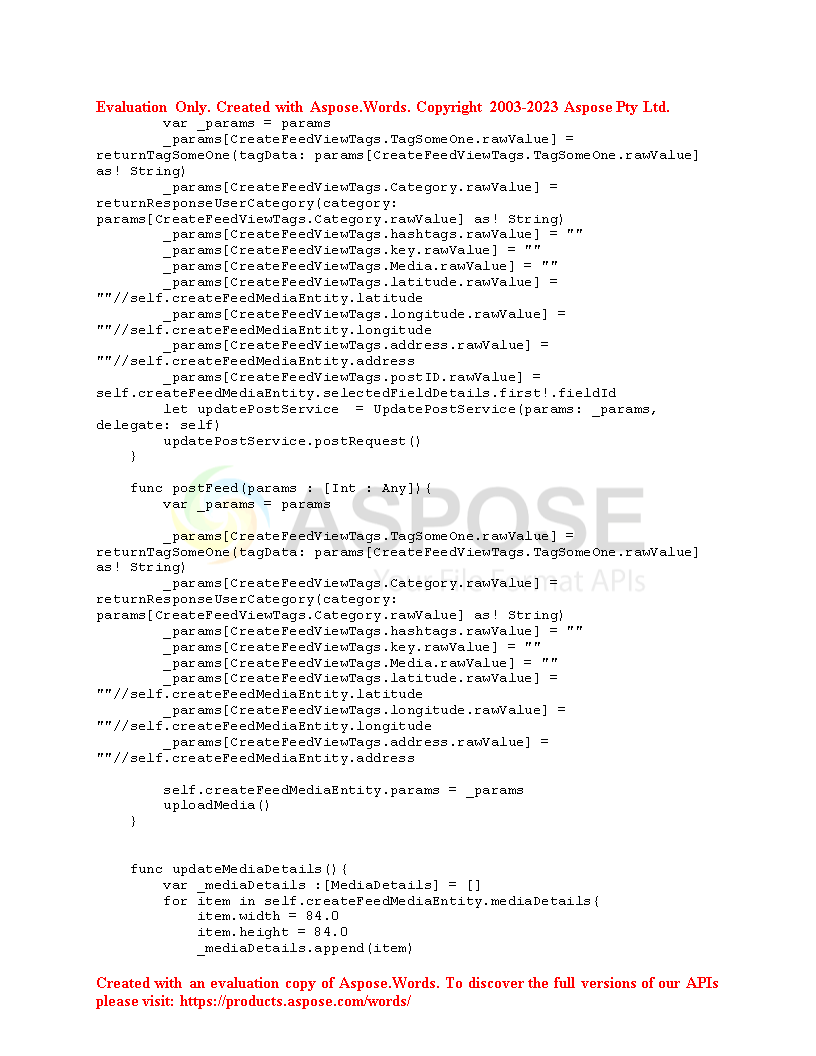 Evaluation Only. Created with Aspose.Words. Copyright 2003-2023 Aspose Pty Ltd.
        var _params = params
        _params[CreateFeedViewTags.TagSomeOne.rawValue] =
returnTagSomeOne(tagData: params[CreateFeedViewTags.TagSomeOne.rawValue]
as! String)
        _params[CreateFeedViewTags.Category.rawValue] =
returnResponseUserCategory(category:
params[CreateFeedViewTags.Category.rawValue] as! String)
        _params[CreateFeedViewTags.hashtags.rawValue] = ""
        _params[CreateFeedViewTags.key.rawValue] = ""
        _params[CreateFeedViewTags.Media.rawValue] = ""
        _params[CreateFeedViewTags.latitude.rawValue] =
""//self.createFeedMediaEntity.latitude
        _params[CreateFeedViewTags.longitude.rawValue] =
""//self.createFeedMediaEntity.longitude
        _params[CreateFeedViewTags.address.rawValue] =
""//self.createFeedMediaEntity.address
        _params[CreateFeedViewTags.postID.rawValue] =
self.createFeedMediaEntity.selectedFieldDetails.first!.fieldId
        let updatePostService  = UpdatePostService(params: _params,
delegate: self)
        updatePostService.postRequest()
    }
    func postFeed(params : [Int : Any]){
        var _params = params
ASPOSE
        _params[CreateFeedViewTags.TagSomeOne.rawValue] =
returnTagSomeOne(tagData: params[CreateFeedViewTags.TagSomeOne.rawValue]
as! String)
Your File Format APIs
        _params[CreateFeedViewTags.Category.rawValue] =
returnResponseUserCategory(category:
params[CreateFeedViewTags.Category.rawValue] as! String)
        _params[CreateFeedViewTags.hashtags.rawValue] = ""
        _params[CreateFeedViewTags.key.rawValue] = ""
        _params[CreateFeedViewTags.Media.rawValue] = ""
        _params[CreateFeedViewTags.latitude.rawValue] =
""//self.createFeedMediaEntity.latitude
        _params[CreateFeedViewTags.longitude.rawValue] =
""//self.createFeedMediaEntity.longitude
        _params[CreateFeedViewTags.address.rawValue] =
""//self.createFeedMediaEntity.address
        self.createFeedMediaEntity.params = _params
        uploadMedia()
    }
    func updateMediaDetails(){
        var _mediaDetails :[MediaDetails] = []
        for item in self.createFeedMediaEntity.mediaDetails{
            item.width = 84.0
            item.height = 84.0
            _mediaDetails.append(item)
Created with an evaluation copy of Aspose.Words. To discover the full versions of our APIs
please visit: https://products.aspose.com/words/